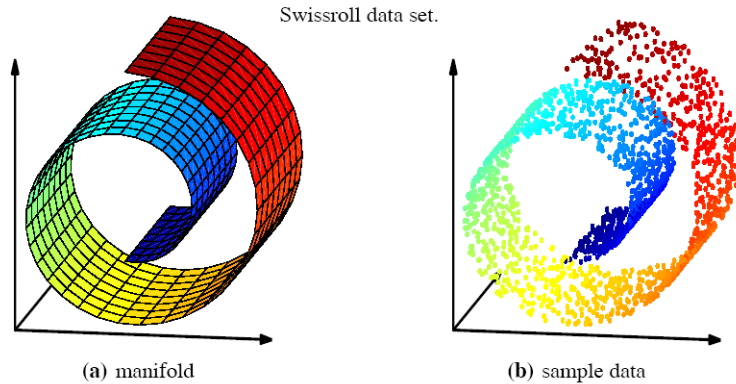 Swissroll data set.
(a) manifold
(b) sample data